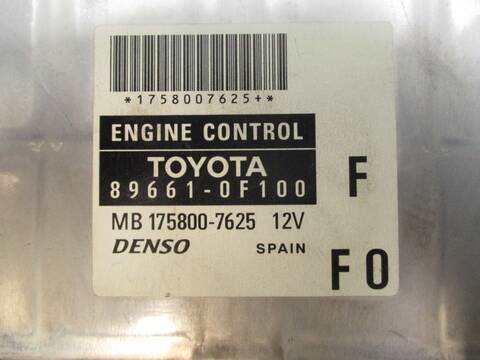 *1758007625+*
ENGINE CONTROL
TOYOTA
89661-0F100 F
MB 175800-7625 12V
DENSO SPAIN F0